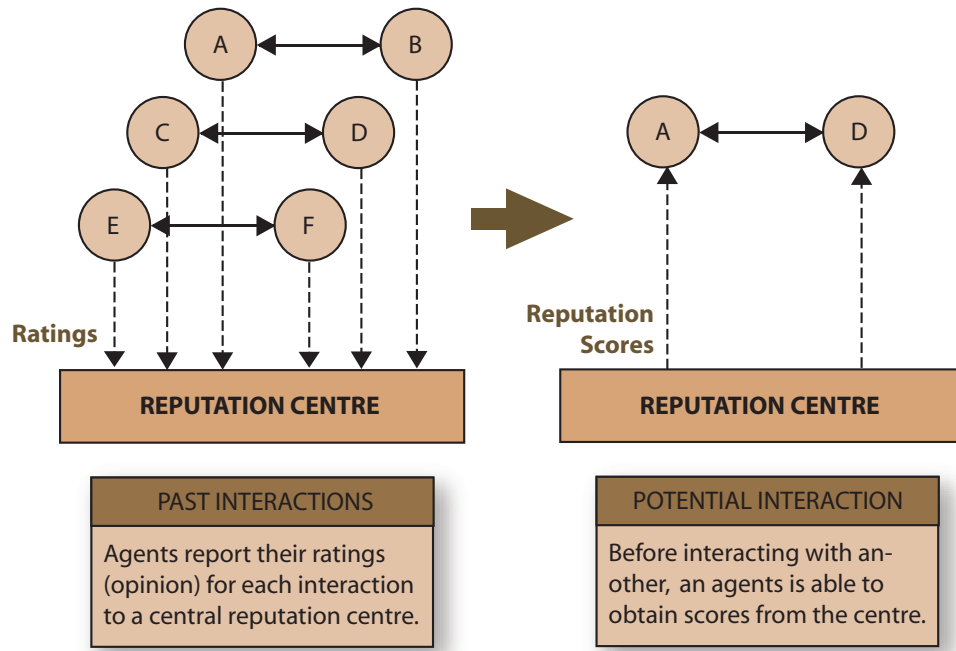 A
B
C
D
E
F
Ratings
REPUTATION CENTRE
PAST INTERACTIONS
Agents report their ratings
(opinion) for each interaction
to a central reputation centre.
A
D
Reputation
Scores
REPUTATION CENTRE
POTENTIAL INTERACTION
Before interacting with an-
other, an agents is able to
obtain scores from the centre.